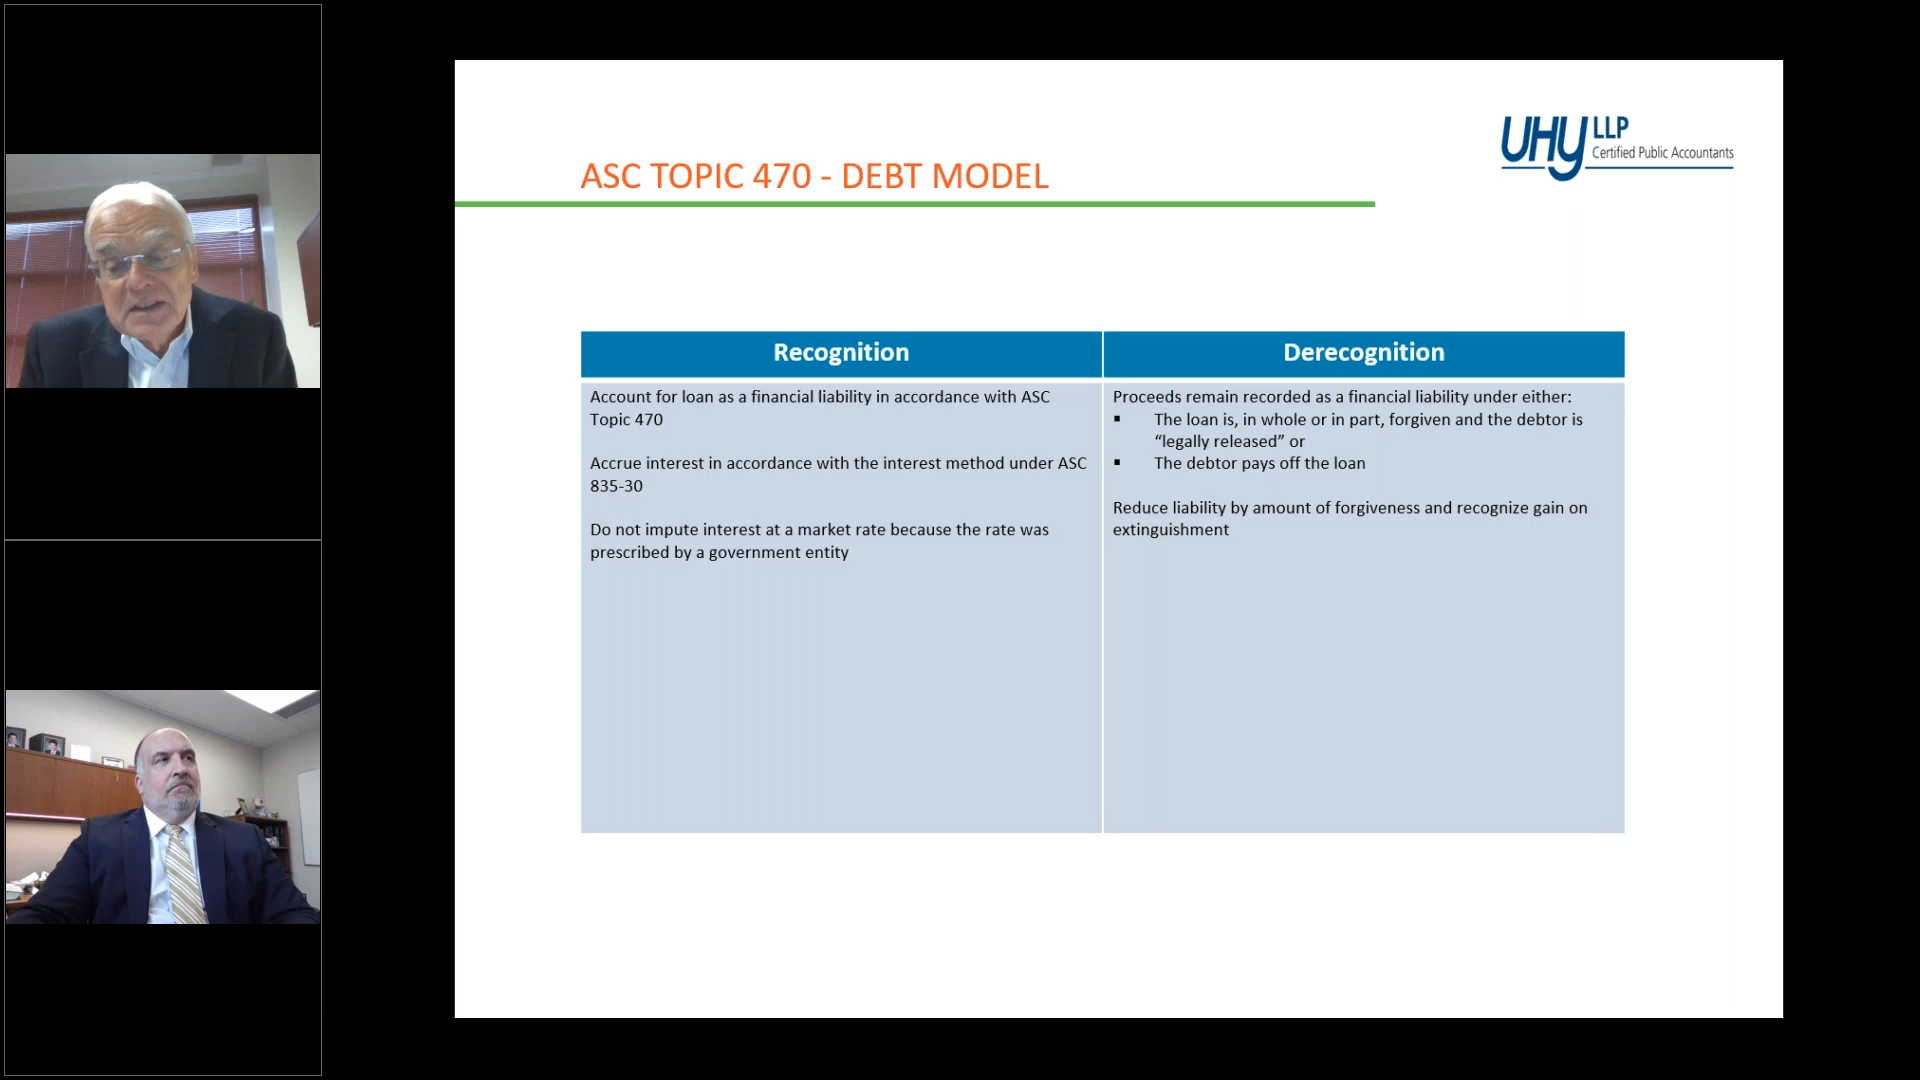 UHY LLP
Certified Public Accountants
ASC TOPIC 470 - DEBT MODEL
Recognition
Account for loan as a financial liability in accordance with ASC
Topic 470
Accrue interest in accordance with the interest method under ASC
835-30
Do not impute interest at a market rate because the rate was
prescribed by a government entity
Derecognition
Proceeds remain recorded as a financial liability under either:
▪ The loan is, in whole or in part, forgiven and the debtor is
“legally released” or
▪ The debtor pays off the loan
Reduce liability by amount of forgiveness and recognize gain on
extinguishment